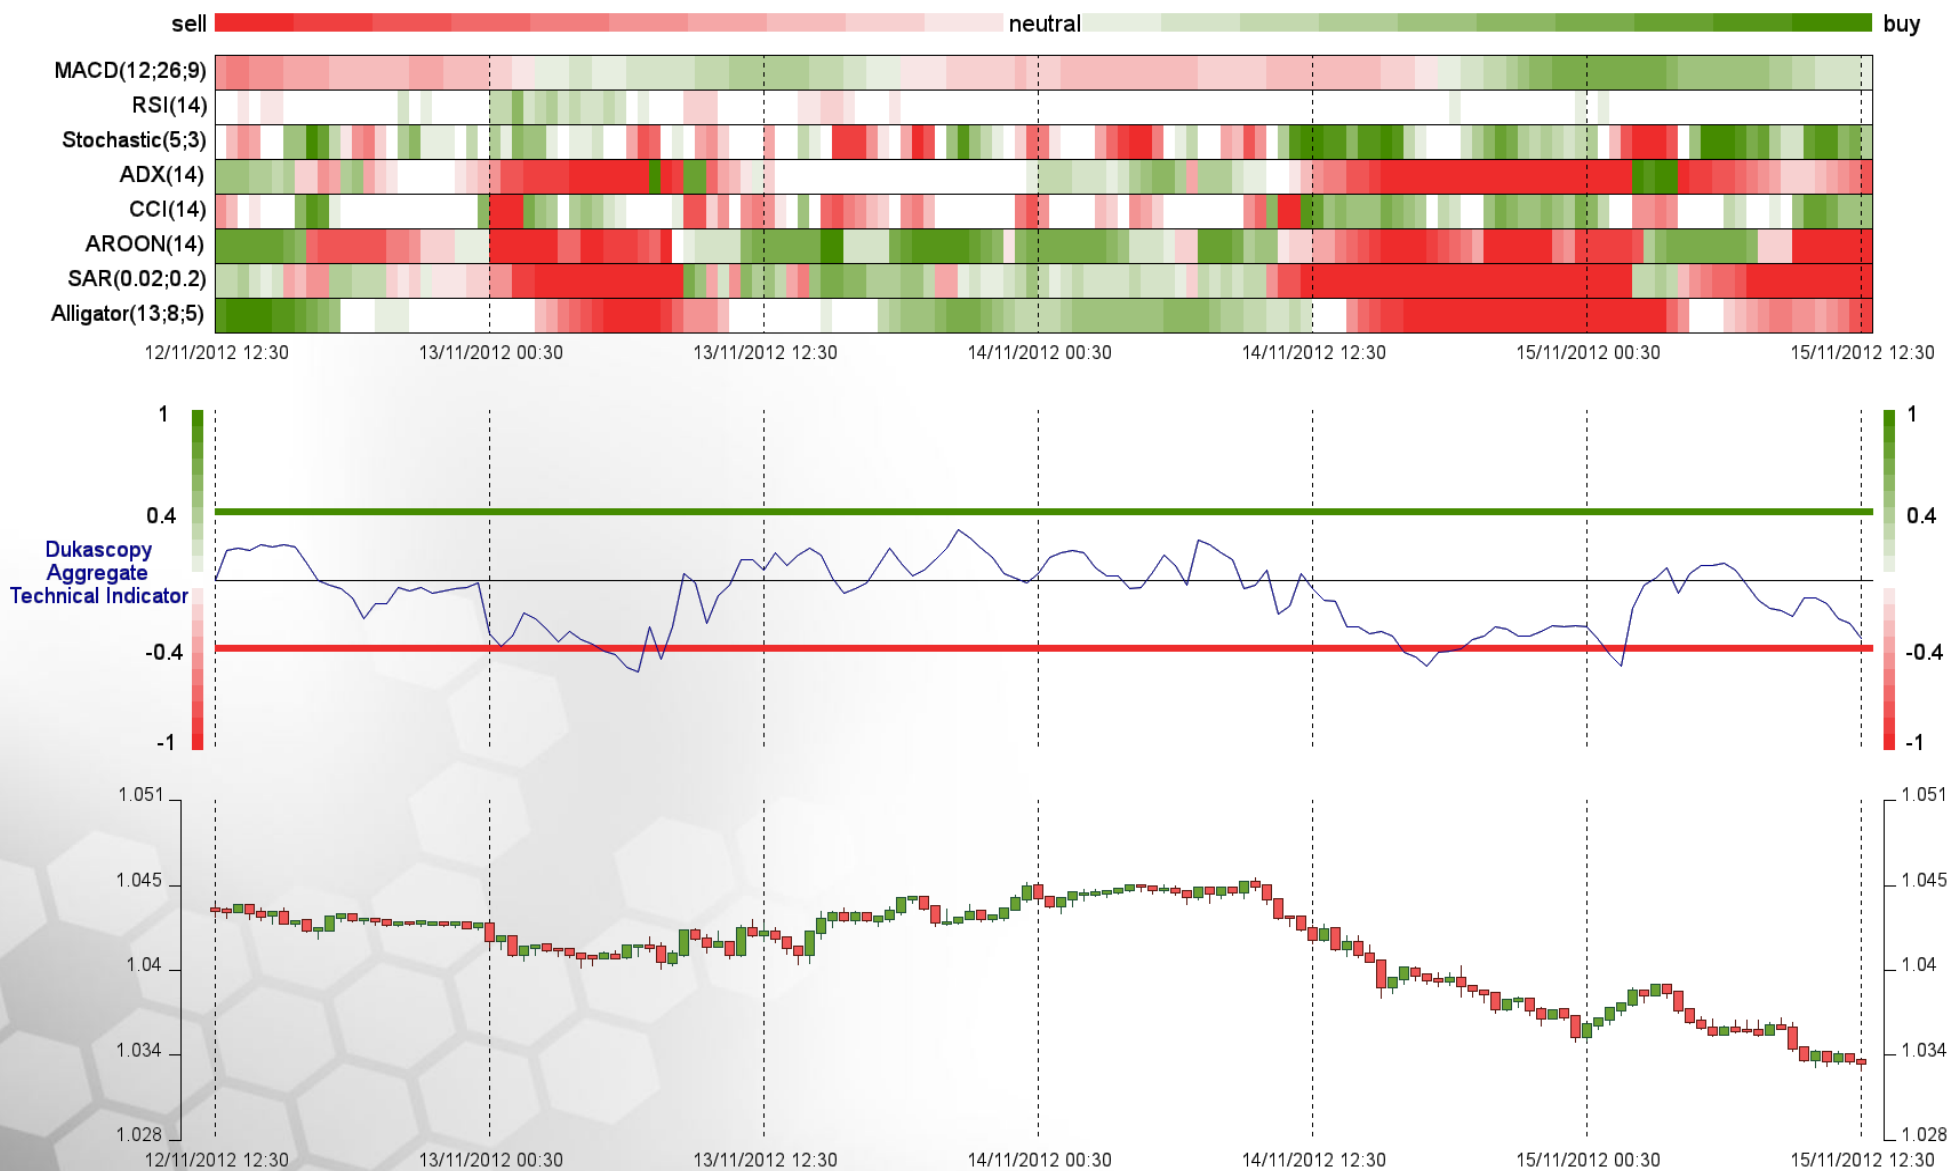 sell neutral buy
MACD(12;26;9)
RSI(14)
Stochastic(5;3)
ADX(14)
CCI(14)
AROON(14)
SAR(0.02;0.2)
Alligator(13;8;5)
12/11/2012 12:30 13/11/2012 00:30 13/11/2012 12:30 14/11/2012 00:30 14/11/2012 12:30 15/11/2012 00:30 15/11/2012 12:30
1 1
0.4 0.4
Dukascopy
Aggregate
Technical Indicator
-0.4 -0.4
-1 -1
1.051 1.051
1.045 1.045
1.04 1.04
1.034 1.034
1.028 1.028
12/11/2012 12:30 13/11/2012 00:30 13/11/2012 12:30 14/11/2012 00:30 14/11/2012 12:30 15/11/2012 00:30 15/11/2012 12:30